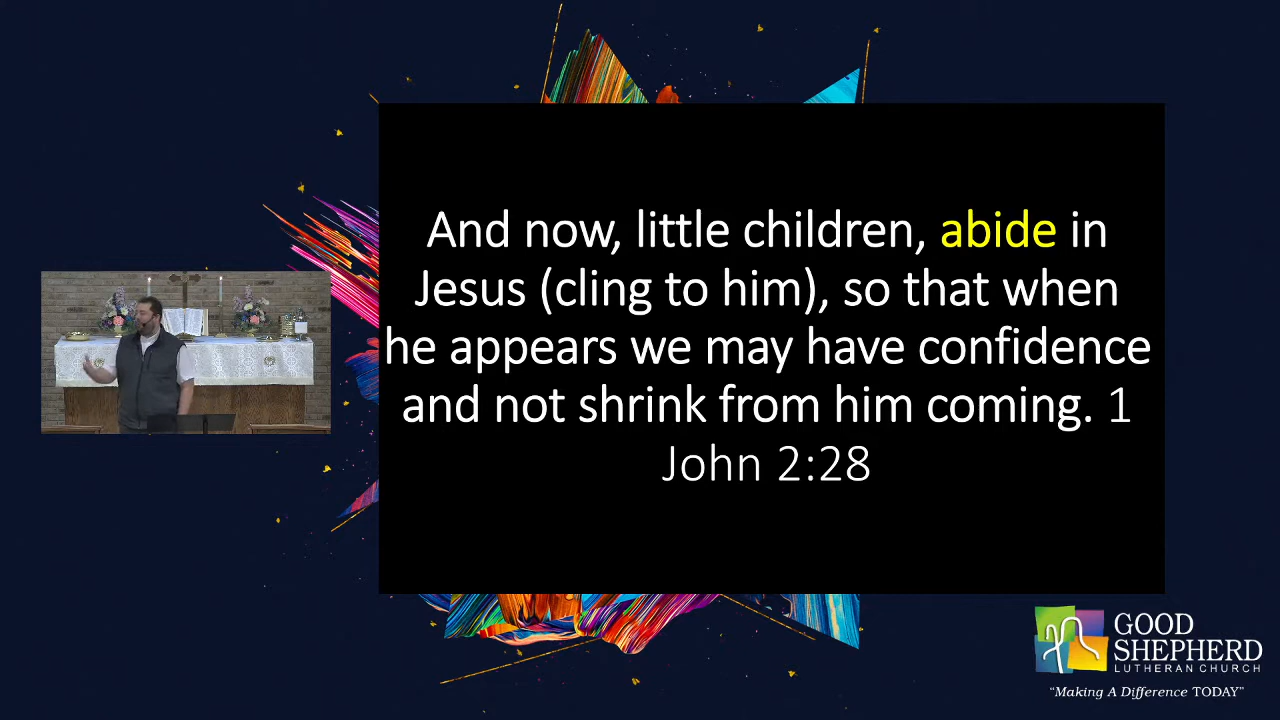 And now, little children, abide in
Jesus (cling to him), so that when
he appears we may have confidence
and not shrink from him coming. 1
John 2:28
GOOD
SHEPHERD
LUTHERAN CHURCH
“Making A Difference TODAY”